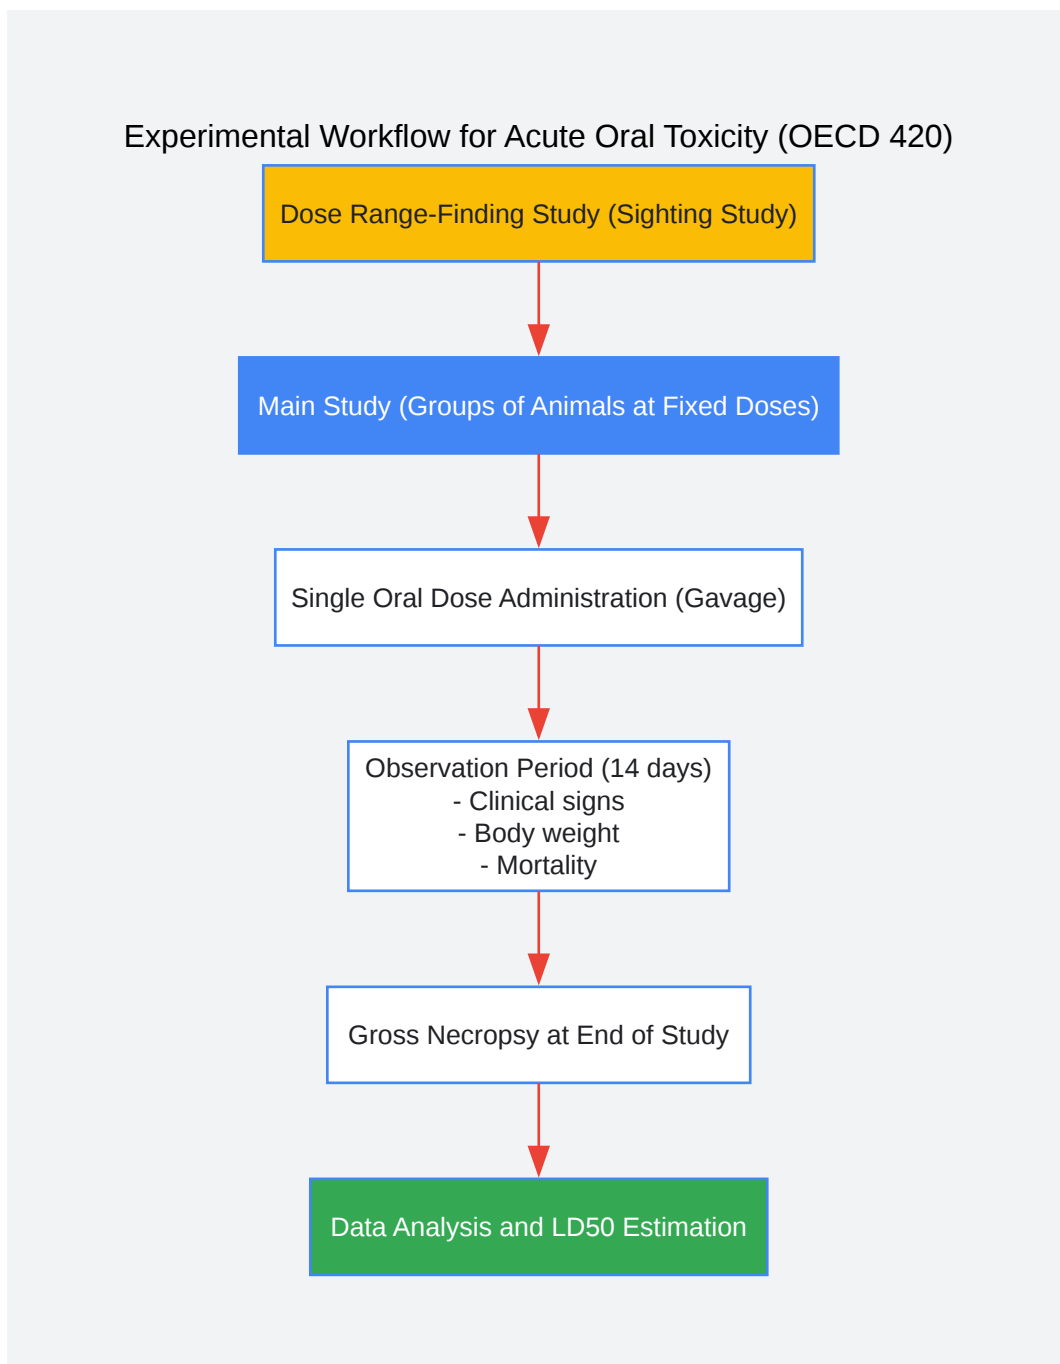 Experimental Workflow for Acute Oral Toxicity (OECD 420)
Dose Range-Finding Study (Sighting Study)
Main Study (Groups of Animals at Fixed Doses)
Single Oral Dose Administration (Gavage)
Observation Period (14 days)
- Clinical signs
- Body weight
- Mortality
Gross Necropsy at End of Study
Data Analysis and LD50 Estimation